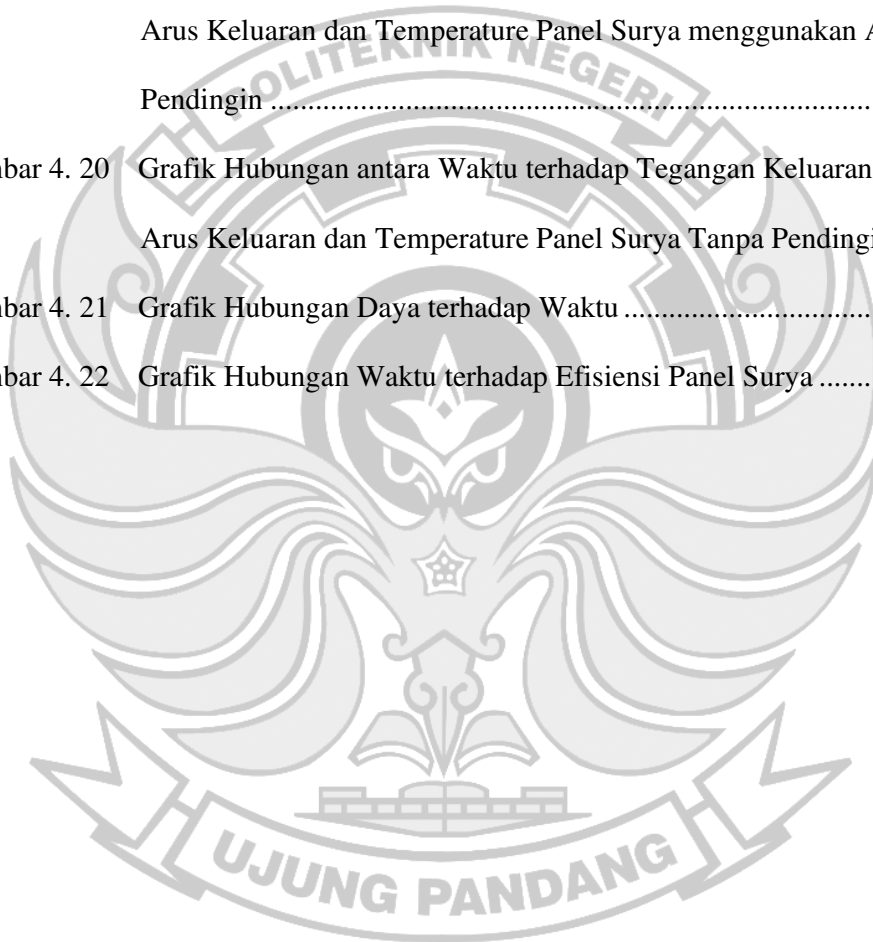 Arus Keluaran dan Temperature Panel Surya menggunakan
Pendingin ................................................................................
bar 4. 20 Grafik Hubungan antara Waktu terhadap Tegangan Keluaran
Arus Keluaran dan Temperature Panel Surya Tanpa
bar 4. 21 Grafik Hubungan Daya terhadap Waktu .................................
bar 4. 22 Grafik Hubungan Waktu terhadap Efisiensi Panel Surya .......
POLITEKNIK NEGERI
UJUNG PANDANG